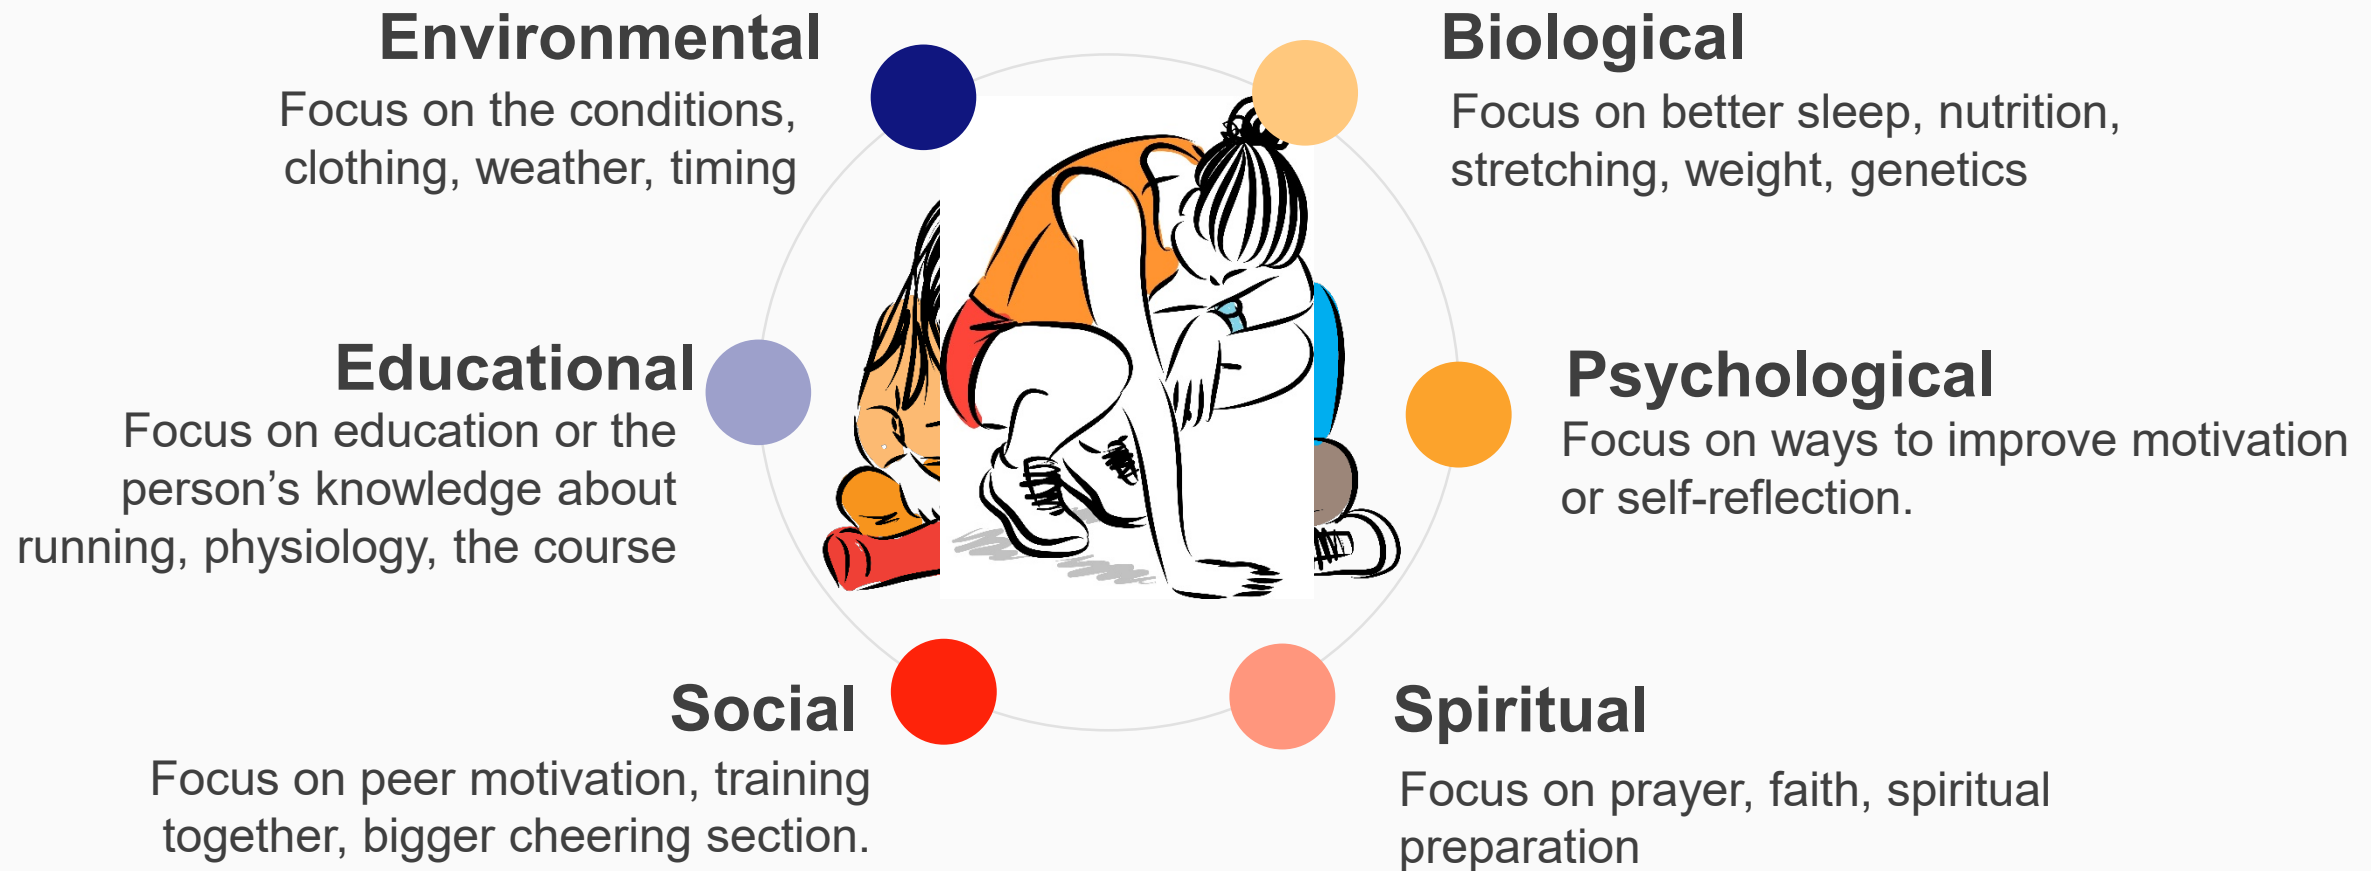 Environmental
Focus on the conditions,
clothing, weather, timing
Biological
Focus on better sleep, nutrition,
stretching, weight, genetics
Educational
Focus on education or the
person’s knowledge about
running, physiology, the course
Psychological
Focus on ways to improve motivation
or self-reflection.
Social
Focus on peer motivation, training
together, bigger cheering section.
Spiritual
Focus on prayer, faith, spiritual
preparation